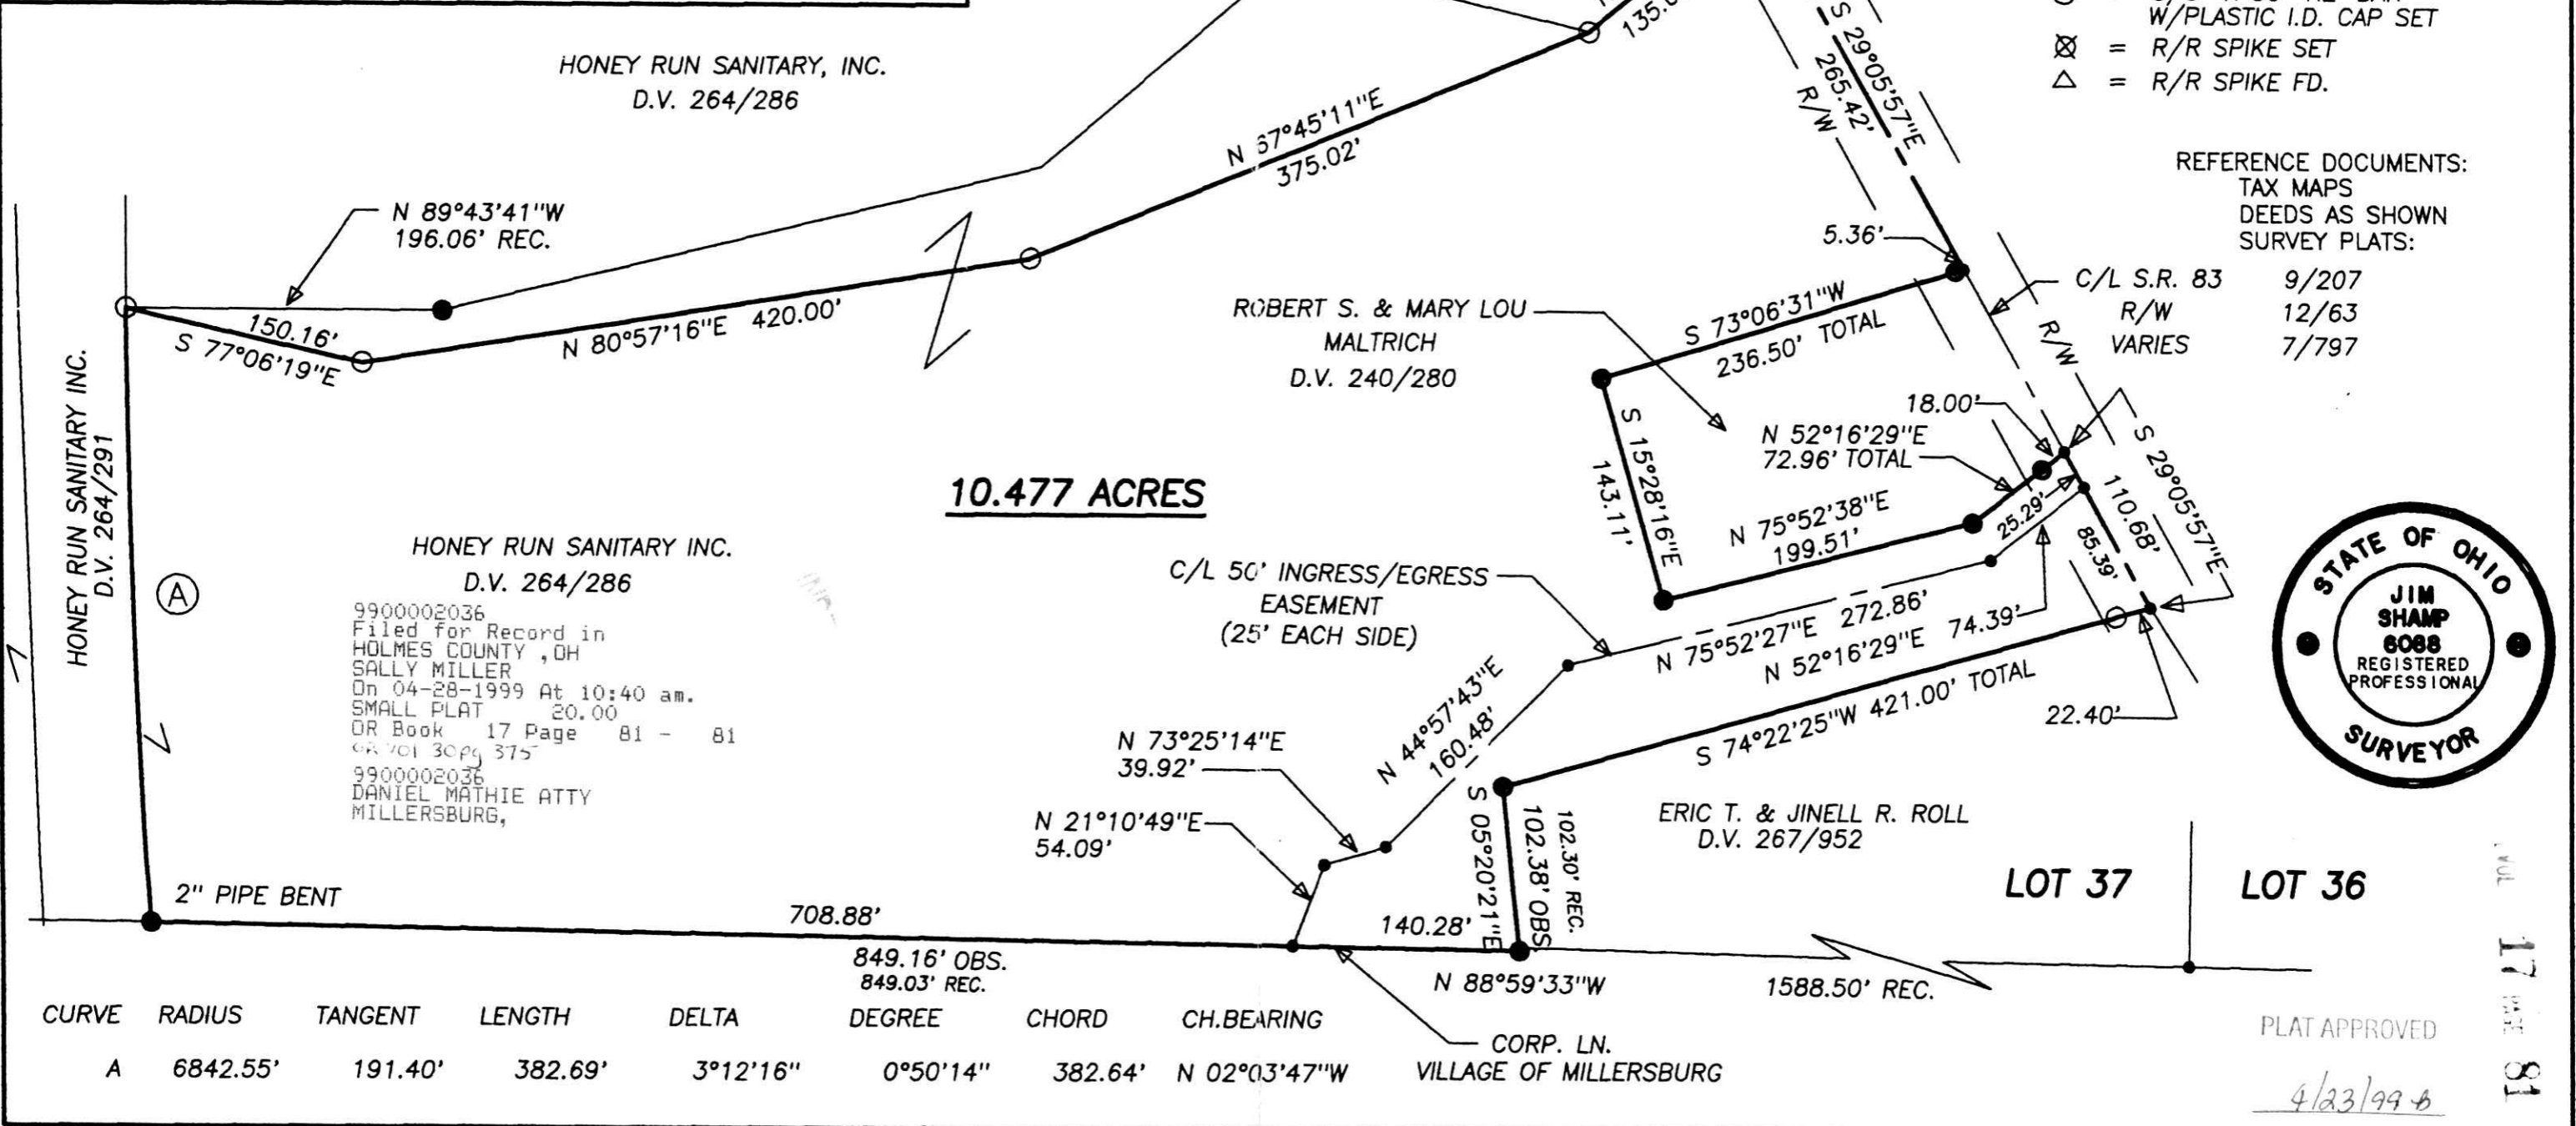 W/PLASTIC I.D. CAP SET
= R/R SPIKE SET
= R/R SPIKE FD.
HONEY RUN SANITARY, INC.
D.V. 264/286
S 29°05'57"E
265.42'
R/W
N 67°45'11"E
375.02'
REFERENCE DOCUMENTS:
TAX MAPS
DEEDS AS SHOWN
SURVEY PLATS:
9/207
12/63
7/797
C/L S.R. 83
R/W
VARIES
N 89°43'41"W
196.06' REC.
150.16'
S 77°06'19"E
N 80°57'16"E 420.00'
5.36'
ROBERT S. & MARY LOU
MALTRICH
D.V. 240/280
S 73°06'31"W
236.50' TOTAL
R/W
HONEY RUN SANITARY INC.
D.V. 264/291
18.00'
N 52°16'29"E
72.96' TOTAL
S 15°28'16"E
143.11'
N 75°52'38"E
199.51'
25.29'
110.68'
85.39'
S 29°05'57"E
10.477 ACRES
A
HONEY RUN SANITARY INC.
D.V. 264/286
9900002036
Filed for Record in
HOLMES COUNTY ,OH
SALLY MILLER
On 04-28-1999 At 10:40 am.
SMALL PLAT 20.00
OR Book 17 Page 81 - 81
30 pg 375
9900002036
DANIEL MATHIE ATTY
MILLERSBURG,
C/L 50' INGRESS/EGRESS
EASEMENT
(25' EACH SIDE)
N 75°52'27"E 272.86'
N 52°16'29"E 74.39'
S 74°22'25"W 421.00' TOTAL
22.40'
STATE OF OHIO
JIM
SHAMP
6088
REGISTERED
PROFESSIONAL
SURVEYOR
N 44°57'43"E
160.48'
N 73°25'14"E
39.92'
N 21°10'49"E
54.09'
S 05°20'21"E
102.38' OBS.
102.30' REC.
ERIC T. & JINELL R. ROLL
D.V. 267/952
LOT 37
LOT 36
2" PIPE BENT
708.88'
140.28'
849.16' OBS.
849.03' REC.
N 88°59'33"W
1588.50' REC.
CORP. LN.
VILLAGE OF MILLERSBURG
CURVE RADIUS TANGENT LENGTH DELTA DEGREE CHORD CH.BEARING
A 6842.55' 191.40' 382.69' 3°12'16" 0°50'14" 382.64' N 02°03'47"W
VOL 17 PAGE 81
PLAT APPROVED
4/23/99